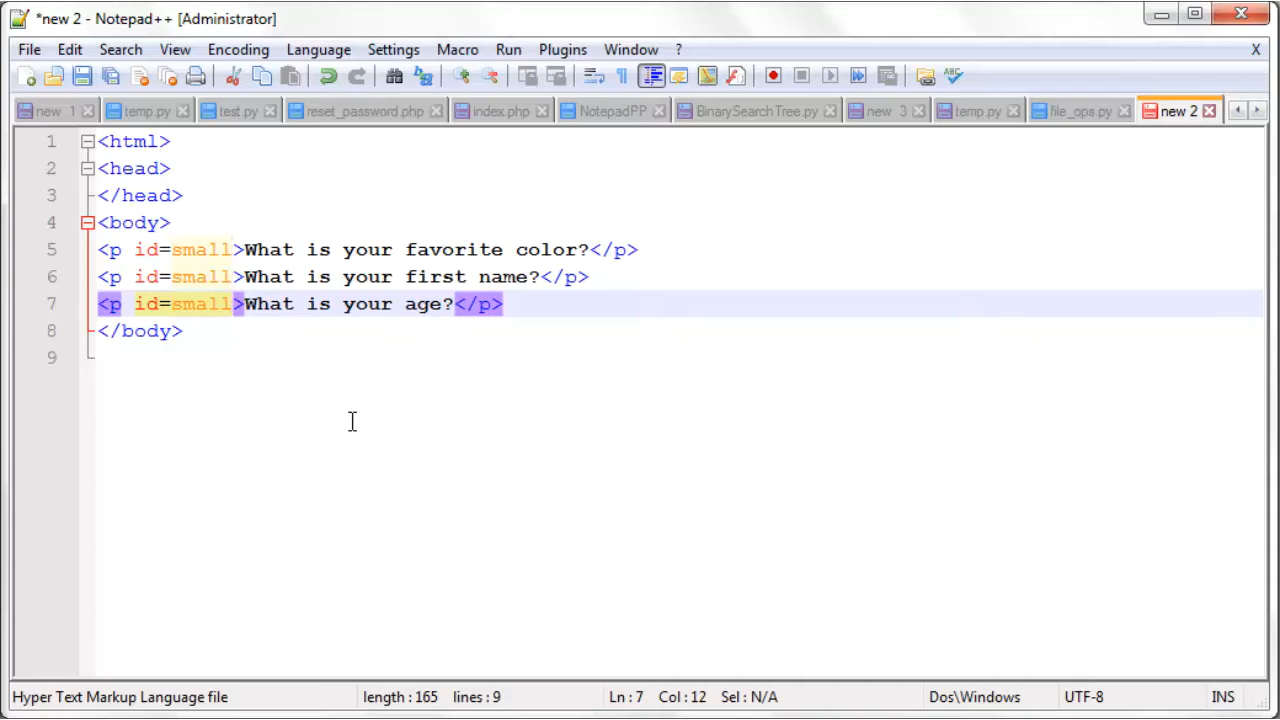 *new 2 - Notepad++ [Administrator]
File Edit Search View Encoding Language Settings Macro Run Plugins Window ? X
new 1 temp.py test.py reset_password.php index.php NotepadPP BinarySearchTree.py new 3 temp.py file_ops.py new 2
1 <html>
2 <head>
3 </head>
4 <body>
5 <p id=small>What is your favorite color?</p>
6 <p id=small>What is your first name?</p>
7 <p id=small>What is your age?</p>
8 </body>
9
Hyper Text Markup Language file length : 165 lines : 9 Ln : 7 Col : 12 Sel : N/A Dos\Windows UTF-8 INS